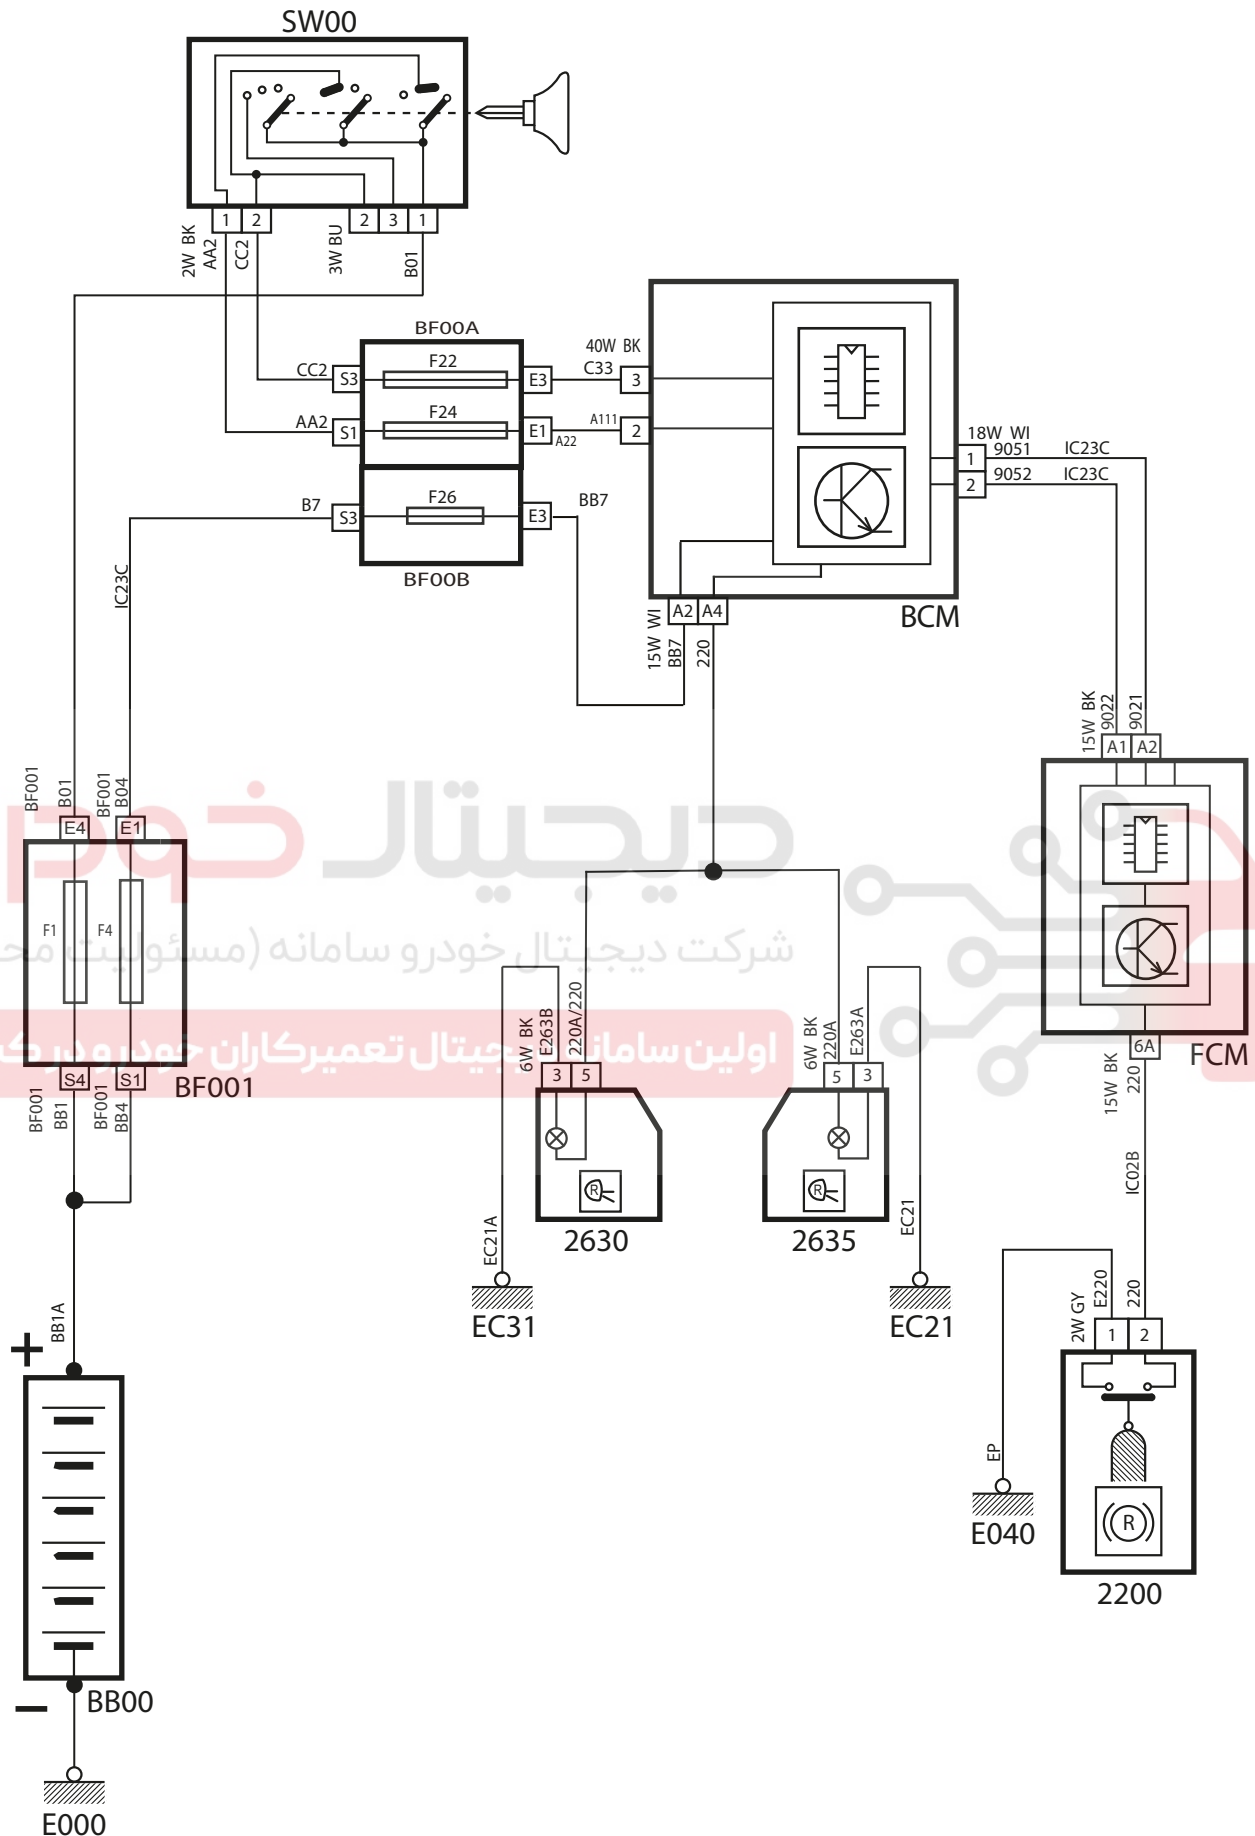 SW00
1
2
2
3
1
2W BK
AA2
CC2
3W BU
B01
BF00A
F22
CC2
S3
E3
C33
40W BK
3
F24
AA2
S1
E1
A22
A111
2
F26
B7
S3
E3
BB7
BF00B
IC23C
BCM
18W WI
1
9051
IC23C
2
9052
IC23C
A2
A4
15W WI
BB7
220
15W BK
9022
9021
A1
A2
FCM
6A
15W BK
220
IC02B
BF001
B01
BF001
B04
E4
E1
F1
F4
S4
S1
BF001
BF001
BB1
BF001
BB4
دیجیتال خودرو
شرکت دیجیتال خودرو سامانه (مسئولیت
اولین سامانه دیجیتال تعمیرکاران خودرو در
6W BK
E263B
220A/220
3
5
2630
EC21A
EC31
6W BK
220A
E263A
5
3
2635
EC21
EC21
R
R
2W GY
E220
220
1
2
EP
E040
R
2200
BB1A
+
BB00
−
E000